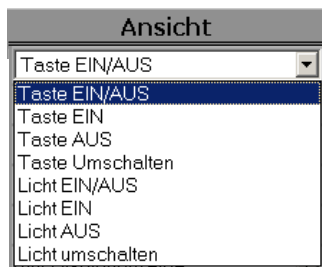 Ansicht
Taste EIN/AUS
Taste EIN/AUS
Taste EIN
Taste AUS
Taste Umschalten
Licht EIN/AUS
Licht EIN
Licht AUS
Licht umschalten